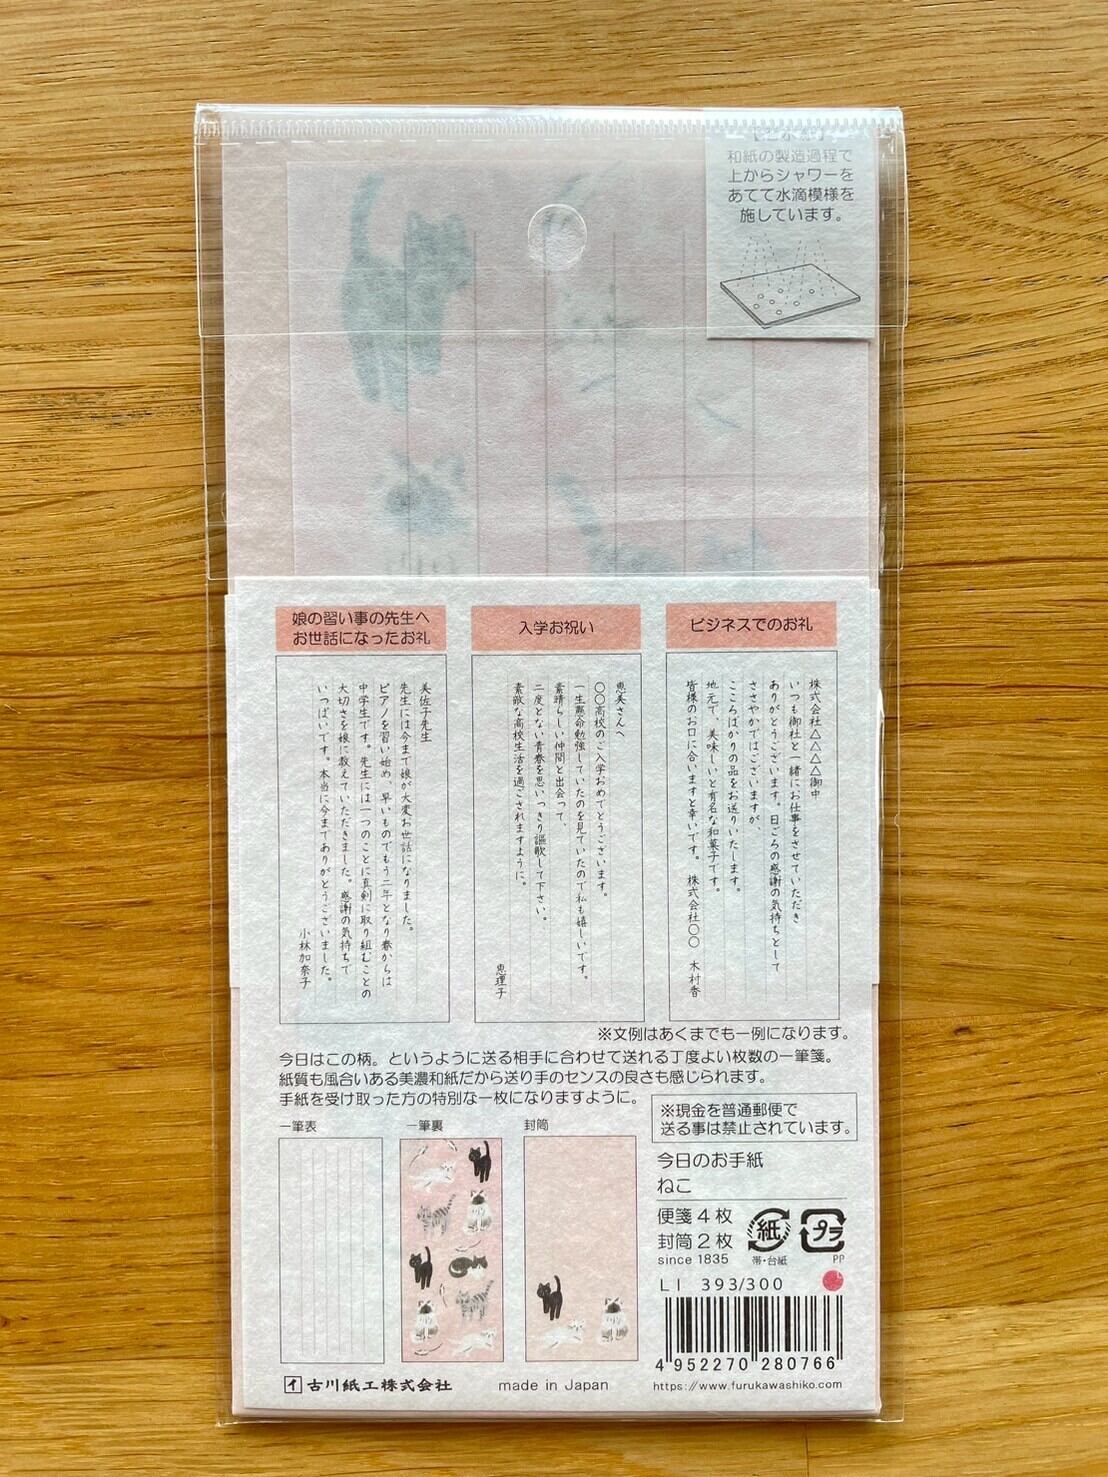 和紙の製造過程で
上からシャワーを
あてて水滴模様を
施しています。
娘の習い事の先生へ
お世話になったお礼
美佐子先生
先生には今まで娘が大変お世話になりました。
ピアノを習い始め、早いものでもう二年となり春からは
中学生です。先生には一つのことに真剣に取り組むことの
大切さを娘に教えていただきました。感謝の気持ちで
いっぱいです。本当に今までありがとうございました。
小林加奈子
入学お祝い
恵美さんへ
〇〇高校のご入学おめでとうございます。
一生懸命勉強していたのを見ていたので私も嬉しいです。
素晴らしい仲間と出会って、
二度とない青春を思いっきり謳歌して下さい。
素敵な高校生活を過ごされますように。
恵理子
ビジネスでのお礼
株式会社△△△△御中
いつも御社と一緒にお仕事をさせていただき
ありがとうございます。日ごろの感謝の気持ちとして
ささやかではございますが、
こころばかりの品をお送りいたします。
地元で、美味しいと有名な和菓子です。
皆様のお口に合いますと幸いです。 株式会社〇〇 木村香
※文例はあくまでも一例になります。
今日はこの柄。というように送る相手に合わせて送れる丁度よい枚数の一筆箋。
紙質も風合いある美濃和紙だから送り手のセンスの良さも感じられます。
手紙を受け取った方の特別な一枚になりますように。
※現金を普通郵便で
送る事は禁止されています。
一筆表
一筆裏
封筒
今日のお手紙
ねこ
便箋4枚
封筒2枚
since 1835
紙
帯・台紙
プラ
PP
LI 393/300
4 952270 280766
イ 古川紙工株式会社
made in Japan
https://www.furukawashiko.com